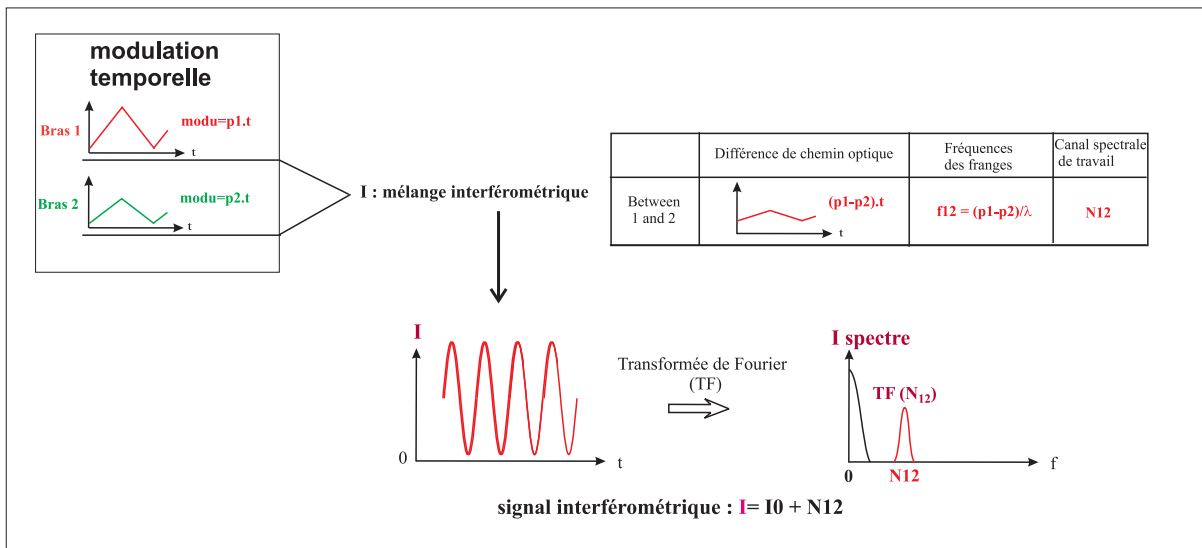 modulation
temporelle
Bras 1
modu=p1.t
t
Bras 2
modu=p2.t
t
I : mélange interférométrique
Différence de chemin optique
Fréquences
des franges
Canal spectrale
de travail
Between
1 and 2
(p1-p2).t
t
f12 = (p1-p2)/λ
N12
I
0
t
Transformée de Fourier
(TF)
I spectre
TF (N12)
0
N12
f
signal interférométrique : I= I0 + N12